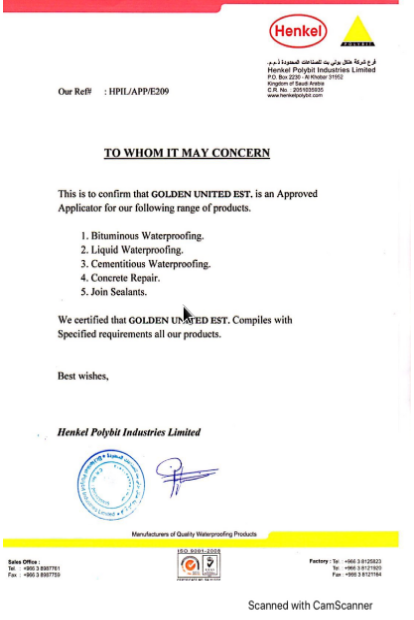 Henkel
POLYBIT
فرع شركة هنكل بولي بت للصناعات المحدودة ذ.م.م.
Henkel Polybit Industries Limited
P.O. Box 2230 - Al Khobar 31952
Kingdom of Saudi Arabia
C.R. No. : 2051035935
www.henkelpolybit.com
Our Ref# : HPIL/APP/E209
TO WHOM IT MAY CONCERN
This is to confirm that GOLDEN UNITED EST. is an Approved
Applicator for our following range of products.
1. Bituminous Waterproofing.
2. Liquid Waterproofing.
3. Cementitious Waterproofing.
4. Concrete Repair.
5. Join Sealants.
We certified that GOLDEN UNITED EST. Compiles with
Specified requirements all our products.
Best wishes,
Henkel Polybit Industries Limited
Manufacturers of Quality Waterproofing Products
ISO 9001-2008
Sales Office :
Tel. : +966 3 8987761
Fax : +966 3 8987759
Factory : Tel : +966 3 8125823
Tel : +966 3 8121920
Fax : +966 3 8121164
Scanned with CamScanner